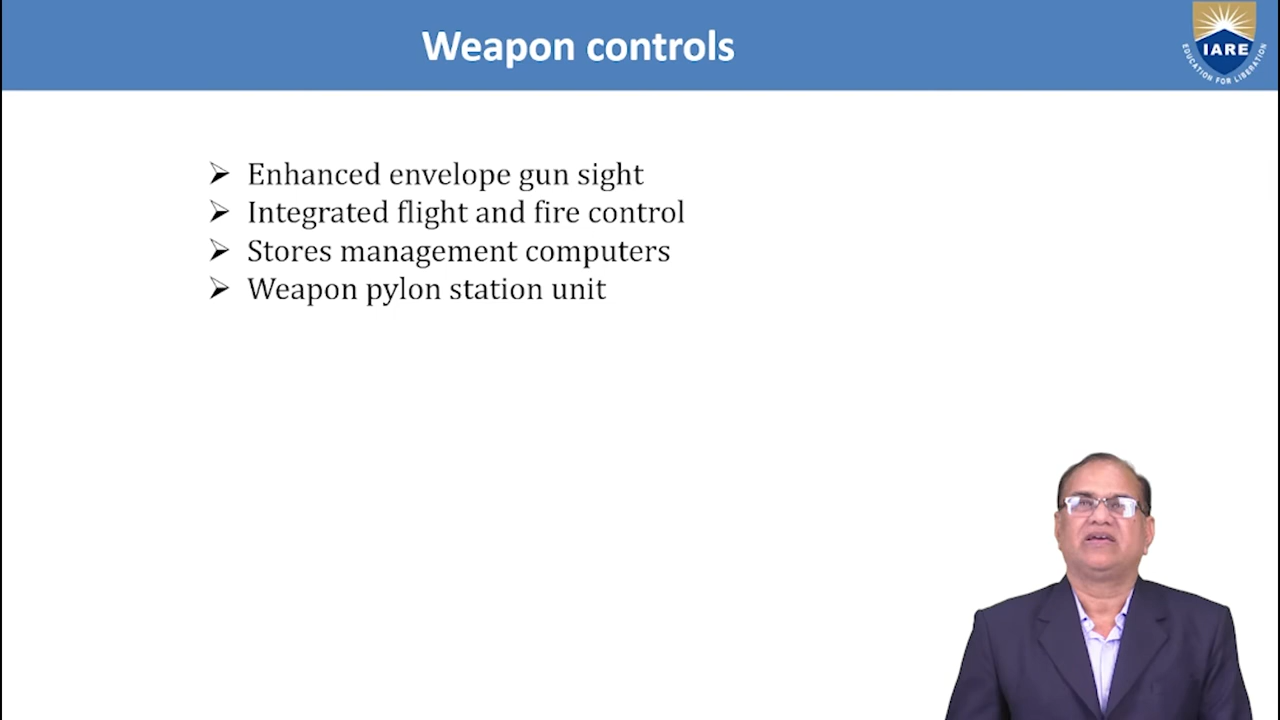 Weapon controls
IARE
EDUCATION FOR LIBERATION
➢ Enhanced envelope gun sight
➢ Integrated flight and fire control
➢ Stores management computers
➢ Weapon pylon station unit